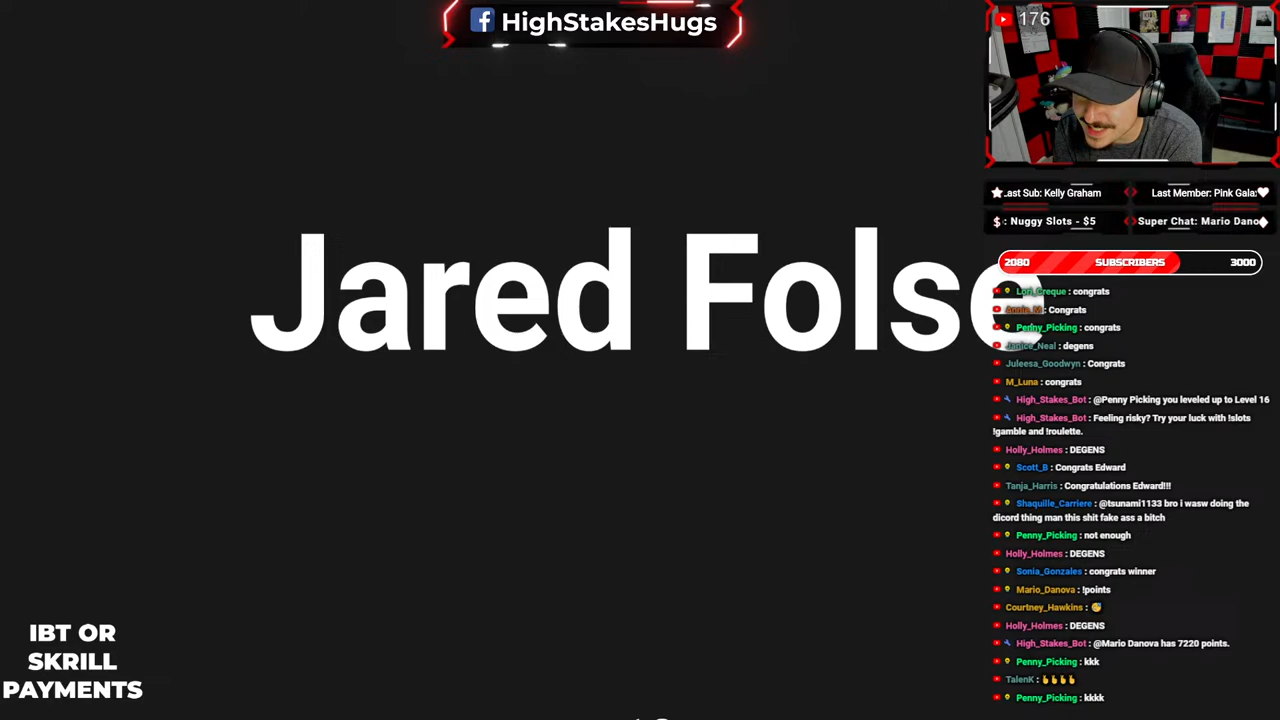 HighStakesHugs
176
Last Sub: Kelly Graham
Last Member: Pink Gala
$ : Nuggy Slots - $5
Super Chat: Mario Dano
2080 SUBSCRIBERS 3000
Jared Folse
Lori_Creque : congrats
Annie_M : Congrats
Penny_Picking : congrats
Janice_Neal : degens
Juleesa_Goodwyn : Congrats
M_Luna : congrats
High_Stakes_Bot : @Penny Picking you leveled up to Level 16
High_Stakes_Bot : Feeling risky? Try your luck with !slots
!gamble and !roulette.
Holly_Holmes : DEGENS
Scott_B : Congrats Edward
Tanja_Harris : Congratulations Edward!!!
Shaquille_Carriere : @tsunami1133 bro i wasw doing the
dicord thing man this shit fake ass a bitch
Penny_Picking : not enough
Holly_Holmes : DEGENS
Sonia_Gonzales : congrats winner
Mario_Danova : !points
Courtney_Hawkins :
Holly_Holmes : DEGENS
High_Stakes_Bot : @Mario Danova has 7220 points.
Penny_Picking : kkk
TalenK :
Penny_Picking : kkkk
IBT OR
SKRILL
PAYMENTS